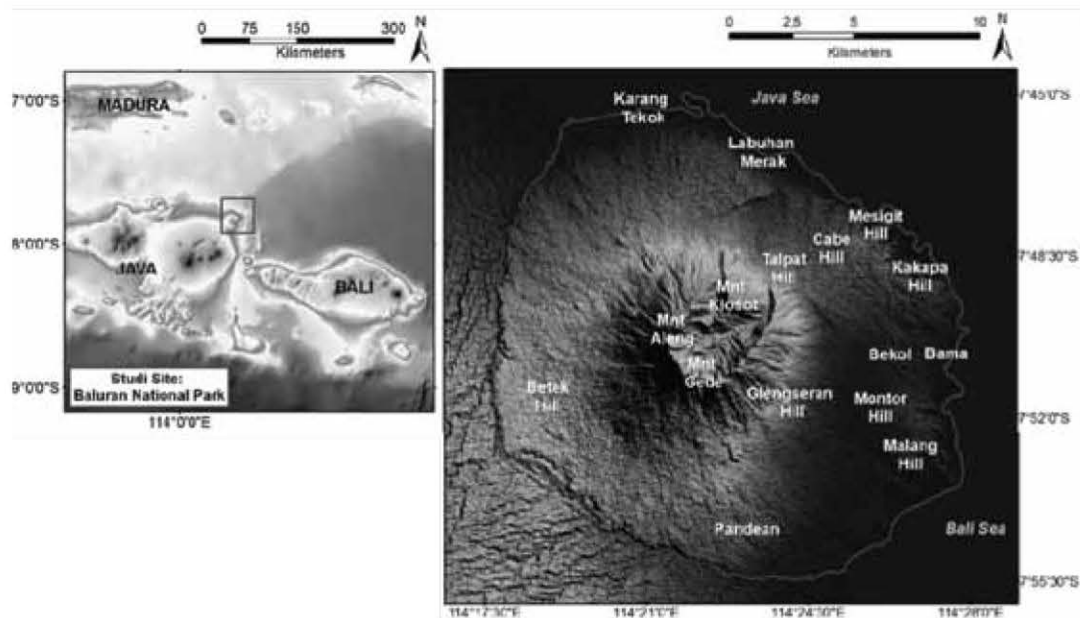 0 75 150 300
Kilometers
N
MADURA
JAVA
BALI
Studi Site:
Baluran National Park
7°0'0"S
8°0'0"S
9°0'0"S
114°0'0"E
0 2.5 5 10
Kilometers
N
Karang
Tekok
Java Sea
Labuhan
Merak
Mesigit
Hill
Cabe
Hill
Talpat
Hill
Kakapa
Hill
Mnt
Klosot
Mnt
Aleng
Mnt
Gede
Bekol
Dama
Betek
Hill
Glengseran
Hill
Montor
Hill
Malang
Hill
Pandean
Bali Sea
7°45'0"S
7°48'30"S
7°52'0"S
7°55'30"S
114°17'30"E
114°21'0"E
114°24'30"E
114°28'0"E